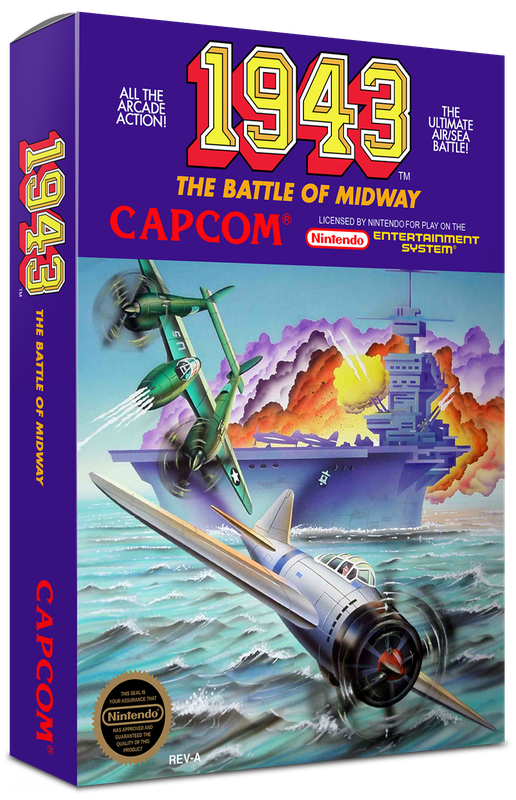 ALL THE
ARCADE
ACTION!
1943
TM
THE ULTIMATE
AIR/SEA
BATTLE!
THE BATTLE OF MIDWAY
CAPCOM®
LICENSED BY NINTENDO FOR PLAY ON THE
Nintendo ENTERTAINMENT
SYSTEM®
1943
TM
THE BATTLE OF MIDWAY
CAPCOM®
THIS SEAL IS
YOUR ASSURANCE THAT
Nintendo
HAS APPROVED AND
GUARANTEED THE
QUALITY OF THIS
PRODUCT
REV-A